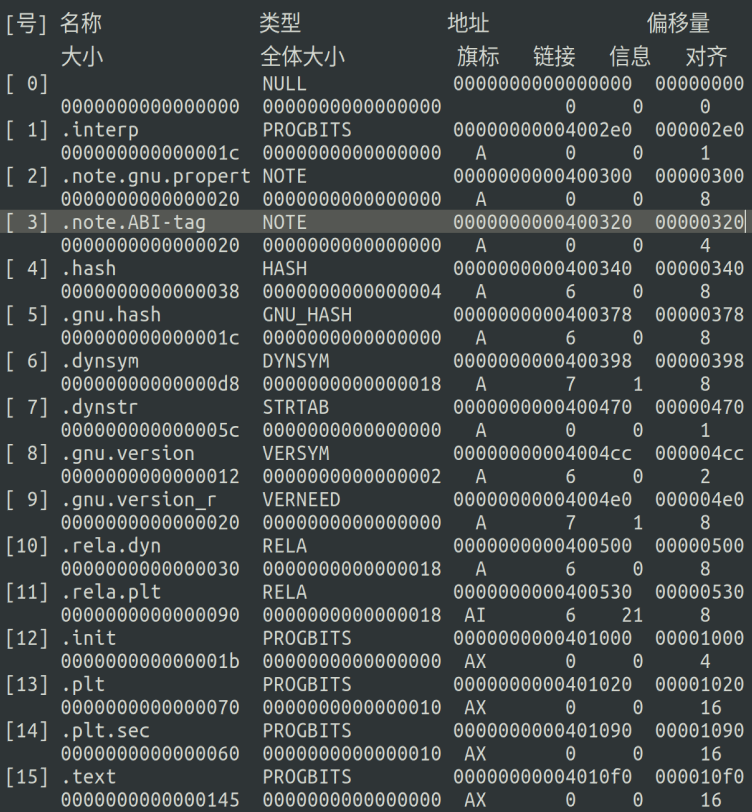 [号] 名称 类型 地址 偏移量
大小 全体大小 旗标 链接 信息 对齐
[ 0] NULL 0000000000000000 00000000
0000000000000000 0000000000000000 0 0 0
[ 1] .interp PROGBITS 00000000004002e0 000002e0
000000000000001c 0000000000000000 A 0 0 1
[ 2] .note.gnu.propert NOTE 0000000000400300 00000300
0000000000000020 0000000000000000 A 0 0 8
[ 3] .note.ABI-tag NOTE 0000000000400320 00000320
0000000000000020 0000000000000000 A 0 0 4
[ 4] .hash HASH 0000000000400340 00000340
0000000000000038 0000000000000004 A 6 0 8
[ 5] .gnu.hash GNU_HASH 0000000000400378 00000378
000000000000001c 0000000000000000 A 6 0 8
[ 6] .dynsym DYNSYM 0000000000400398 00000398
00000000000000d8 0000000000000018 A 7 1 8
[ 7] .dynstr STRTAB 0000000000400470 00000470
000000000000005c 0000000000000000 A 0 0 1
[ 8] .gnu.version VERSYM 00000000004004cc 000004cc
0000000000000012 0000000000000002 A 6 0 2
[ 9] .gnu.version_r VERNEED 00000000004004e0 000004e0
0000000000000020 0000000000000000 A 7 1 8
[10] .rela.dyn RELA 0000000000400500 00000500
0000000000000030 0000000000000018 A 6 0 8
[11] .rela.plt RELA 0000000000400530 00000530
0000000000000090 0000000000000018 AI 6 21 8
[12] .init PROGBITS 0000000000401000 00001000
000000000000001b 0000000000000000 AX 0 0 4
[13] .plt PROGBITS 0000000000401020 00001020
0000000000000070 0000000000000010 AX 0 0 16
[14] .plt.sec PROGBITS 0000000000401090 00001090
0000000000000060 0000000000000010 AX 0 0 16
[15] .text PROGBITS 00000000004010f0 000010f0
0000000000000145 0000000000000000 AX 0 0 16